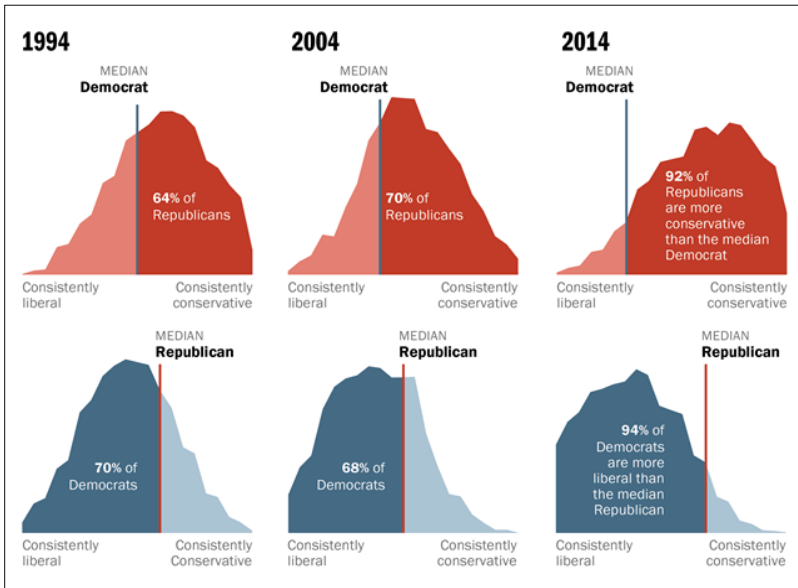 1994
MEDIAN
Democrat
64% of
Republicans
Consistently
liberal
Consistently
conservative
2004
MEDIAN
Democrat
70% of
Republicans
Consistently
liberal
Consistently
conservative
2014
MEDIAN
Democrat
92% of
Republicans
are more
conservative
than the median
Democrat
Consistently
liberal
Consistently
conservative
MEDIAN
Republican
70% of
Democrats
Consistently
liberal
Consistently
Conservative
MEDIAN
Republican
68% of
Democrats
Consistently
liberal
Consistently
conservative
MEDIAN
Republican
94% of
Democrats
are more
liberal than
the median
Republican
Consistently
liberal
Consistently
conservative